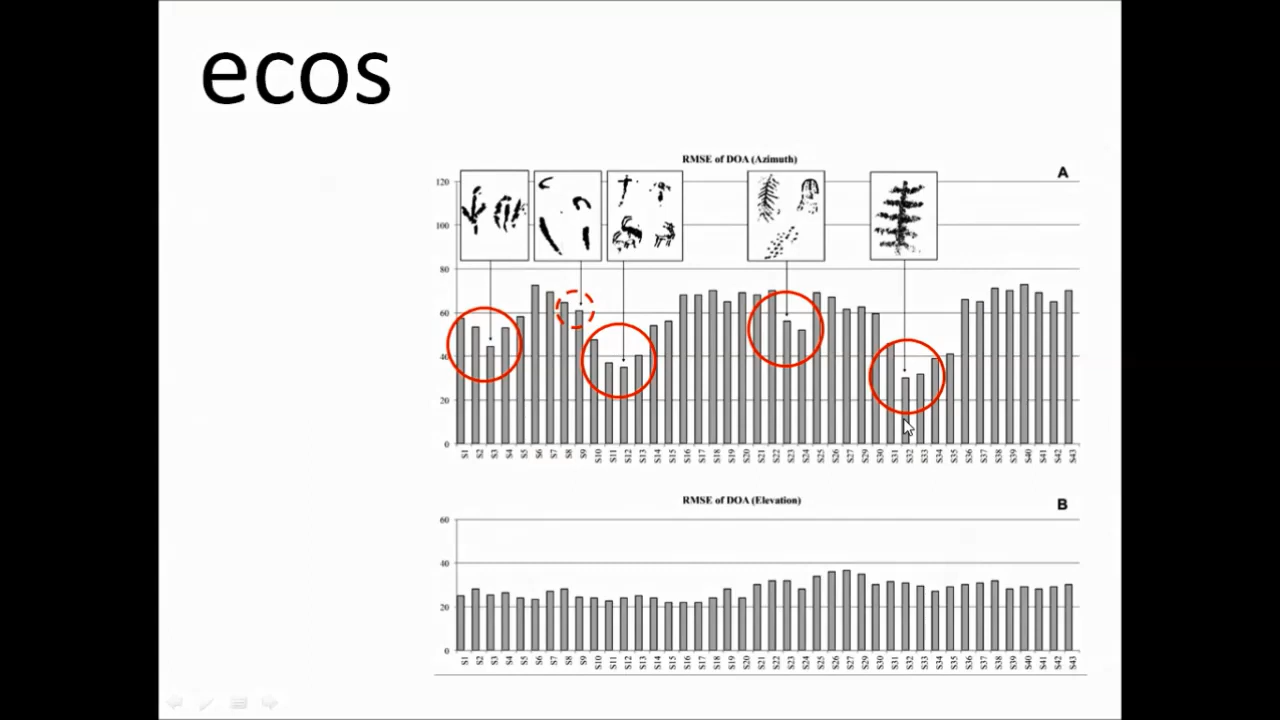 ecos
RMSE of DOA (Azimuth)
A
120
100
80
60
40
20
0
S1 S2 S3 S4 S5 S6 S7 S8 S9 S10 S11 S12 S13 S14 S15 S16 S17 S18 S19 S20 S21 S22 S23 S24 S25 S26 S27 S29 S30 S31 S32 S33 S34 S35 S36 S37 S38 S39 S40 S41 S42 S43
RMSE of DOA (Elevation)
B
60
40
20
0
S1 S2 S3 S4 S5 S6 S7 S8 S9 S10 S11 S12 S13 S14 S15 S16 S17 S18 S19 S20 S21 S22 S23 S24 S25 S26 S27 S29 S30 S31 S32 S33 S34 S35 S36 S37 S38 S39 S40 S41 S42 S43